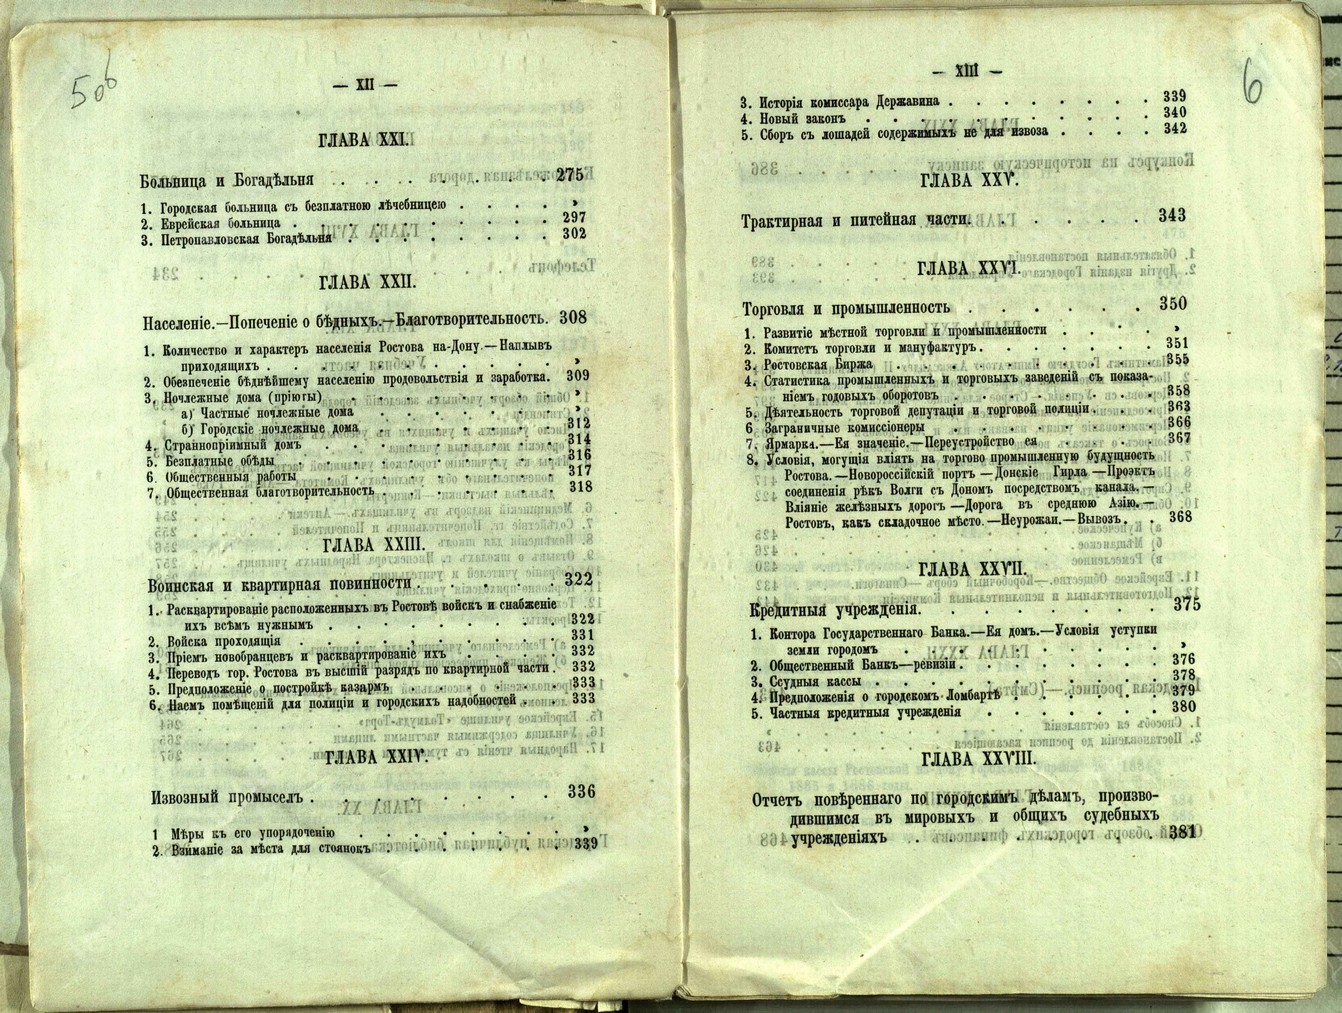 50б
— XII —
ГЛАВА XXI.
Больница и Богадѣльня . . . . . . . . 275
1. Городская больница съ безплатною лѣчебницею . . . . »
2. Еврейская больница . . . . . . . . . 297
3. Петропавловская Богадѣльня . . . . . . . 302
ГЛАВА XXII.
Населеніе.—Попеченіе о бѣдныхъ.—Благотворительность. 308
1. Количество и характеръ населенія Ростова на-Дону.—Наплывъ
приходящихъ . . . . . . . . . . »
2. Обезпеченіе бѣднѣйшему населенію продовольствія и заработка. 309
3. Ночлежные дома (пріюты) . . . . . . . . »
а) Частные ночлежные дома . . . . . . »
б) Городскіе ночлежные дома . . . . . . 312
4. Страннопріимный домъ . . . . . . . . 314
5. Безплатные обѣды . . . . . . . . . 316
6. Общественныя работы . . . . . . . . 317
7. Общественная благотворительность . . . . . . 318
ГЛАВА XXIII.
Воинская и квартирная повинности . . . . . 322
1. Расквартированіе расположенныхъ въ Ростовѣ войскъ и снабженіе
ихъ всѣмъ нужнымъ . . . . . . . . 322
2. Войска проходящія . . . . . . . . . 331
3. Пріемъ новобранцевъ и расквартированіе ихъ . . . . 332
4. Переводъ гор. Ростова въ высшій разрядъ по квартирной части . 332
5. Предположеніе о постройкѣ казармъ . . . . . . 333
6. Наемъ помѣщеній для полиціи и городскихъ надобностей . . 333
ГЛАВА XXIV.
Извозный промыселъ . . . . . . . . . 336
1 Мѣры къ его упорядоченію . . . . . . . »
2. Взиманіе за мѣста для стоянокъ . . . . . . 339
6
— XIII —
3. Исторія комиссара Державина . . . . . . . . 339
4. Новый законъ . . . . . . . . . . . 340
5. Сборъ съ лошадей содержимыхъ не для извоза . . . . 342
ГЛАВА XXV.
Трактирная и питейная части. . . . . . . 343
ГЛАВА XXVI.
Торговля и промышленность . . . . . . . 350
1. Развитіе мѣстной торговли и промышленности . . . . »
2. Комитетъ торговли и мануфактуръ. . . . . . . 351
3. Ростовская Биржа . . . . . . . . . 355
4. Статистика промышленныхъ и торговыхъ заведеній съ показа-
ніемъ годовыхъ оборотовъ . . . . . . . 358
5. Дѣятельность торговой депутаціи и торговой полиціи . . . 363
6 Заграничные комиссіонеры . . . . . . . . 366
7. Ярмарка.—Ея значеніе.—Переустройство ея . . . . 367
8. Условія, могущія вліять на торгово промышленную будущность
Ростова.—Новороссійскій портъ —Донскіе Гирла —Проэктъ
соединенія рѣкъ Волги съ Дономъ посредствомъ канала.—
Вліяніе желѣзныхъ дорогъ —Дорога въ среднюю Азію.—
Ростовъ, какъ складочное мѣсто.—Неурожаи.—Вывозъ. . 368
ГЛАВА XXVII.
Кредитныя учрежденія. . . . . . . . . 375
1. Контора Государственнаго Банка.—Ея домъ.—Условія уступки
земли городомъ . . . . . . . . . »
2. Общественный Банкъ—ревизіи . . . . . . . 376
3. Ссудныя кассы . . . . . . . . . . 378
4. Предположенія о городскомъ Ломбартѣ . . . . . 379
5. Частныя кредитныя учрежденія . . . . . . 380
ГЛАВА XXVIII.
Отчетъ повѣреннаго по городскимъ дѣламъ, произво-
дившимся въ мировыхъ и общихъ судебныхъ
учрежденіяхъ . . . . . . . . . 381